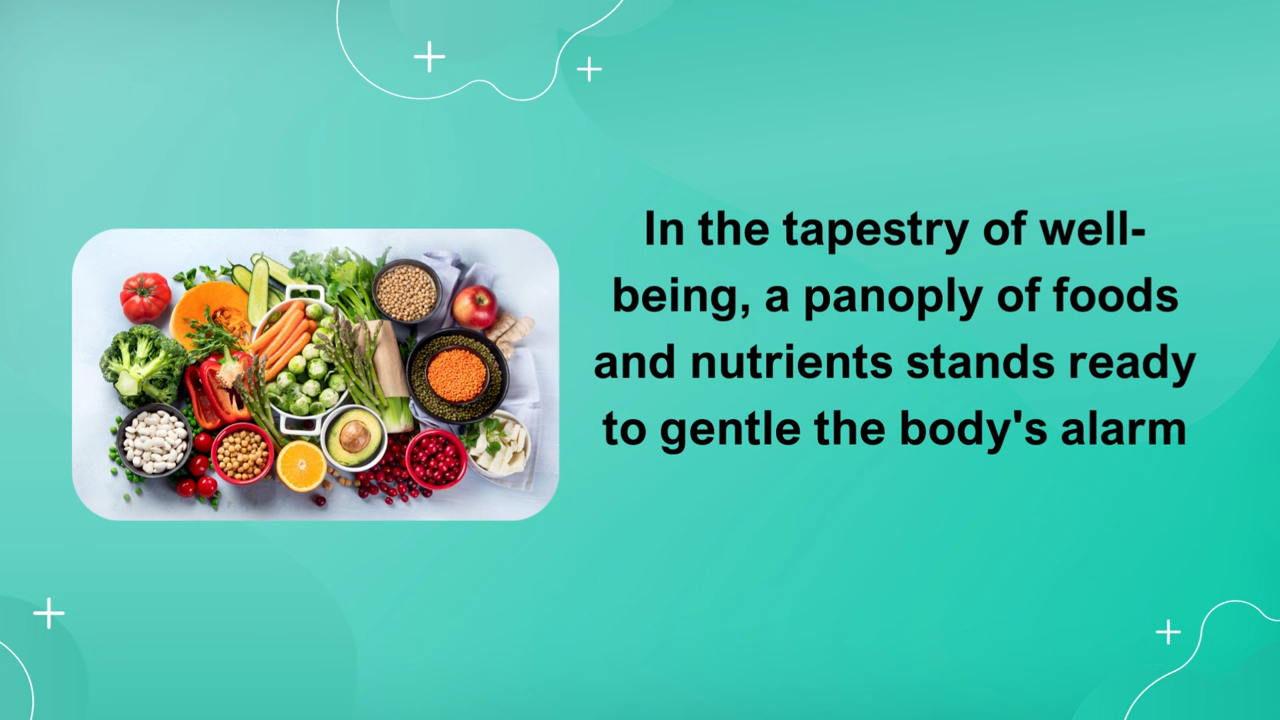 In the tapestry of well-
being, a panoply of foods
and nutrients stands ready
to gentle the body's alarm